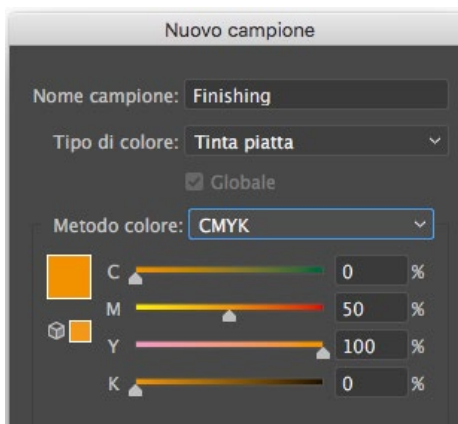 Nuovo campione
Nome campione: Finishing
Tipo di colore: Tinta piatta
Globale
Metodo colore: CMYK
C 0 %
M 50 %
Y 100 %
K 0 %